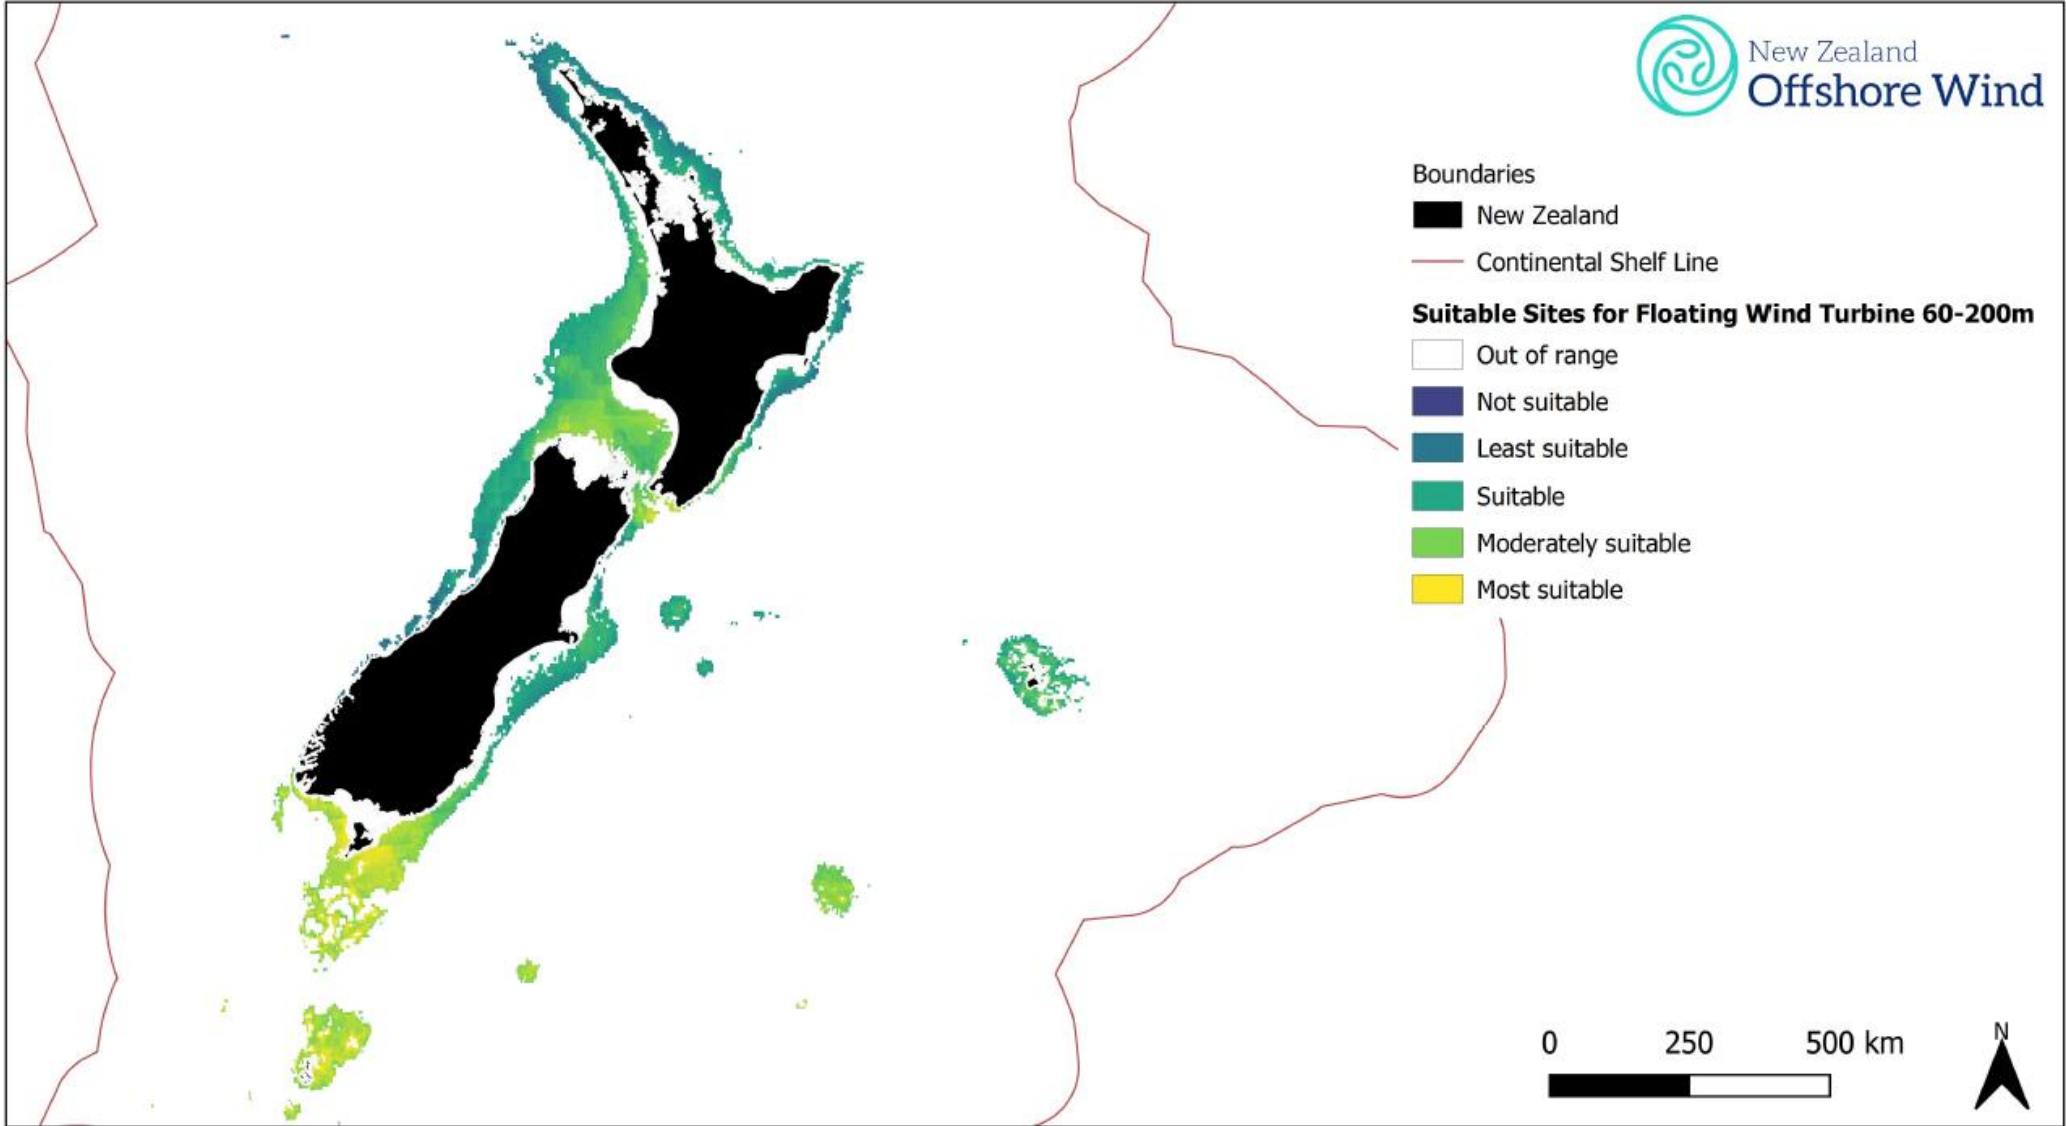 New Zealand
Offshore Wind
Boundaries
New Zealand
Continental Shelf Line
Suitable Sites for Floating Wind Turbine 60-200m
Out of range
Not suitable
Least suitable
Suitable
Moderately suitable
Most suitable
0 250 500 km
N